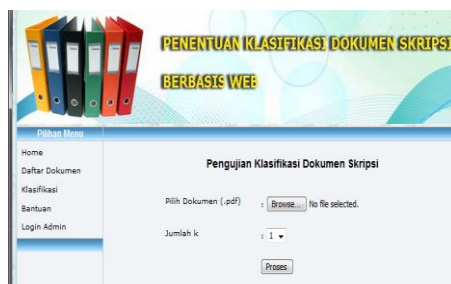 PENENTUAN KLASIFIKASI DOKUMEN SKRIPSI
BERBASIS WEB
Pilihan Menu
Home
Daftar Dokumen
Klasifikasi
Bantuan
Login Admin
Pengujian Klasifikasi Dokumen Skripsi
Pilih Dokumen (.pdf) : Browse... No file selected.
Jumlah k : 1
Proses